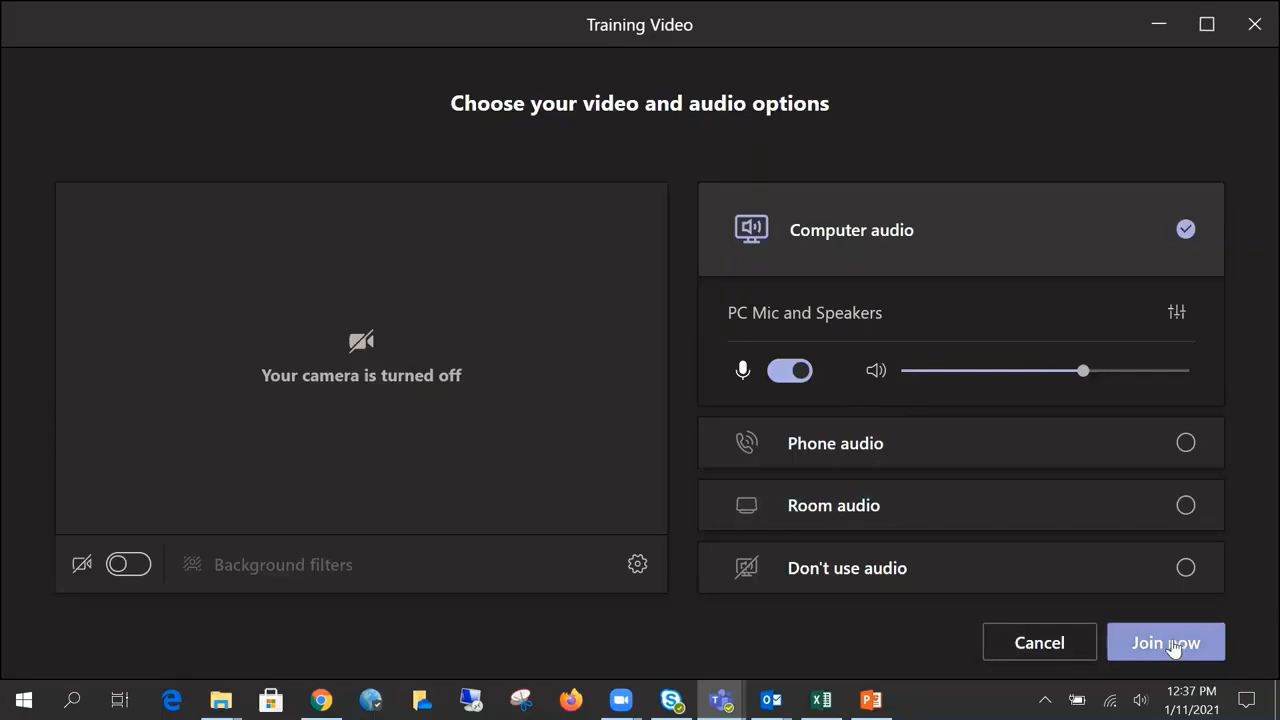 Training Video
Choose your video and audio options
Your camera is turned off
Background filters
Computer audio
PC Mic and Speakers
Phone audio
Room audio
Don't use audio
Cancel
Join now
12:37 PM
1/11/2021